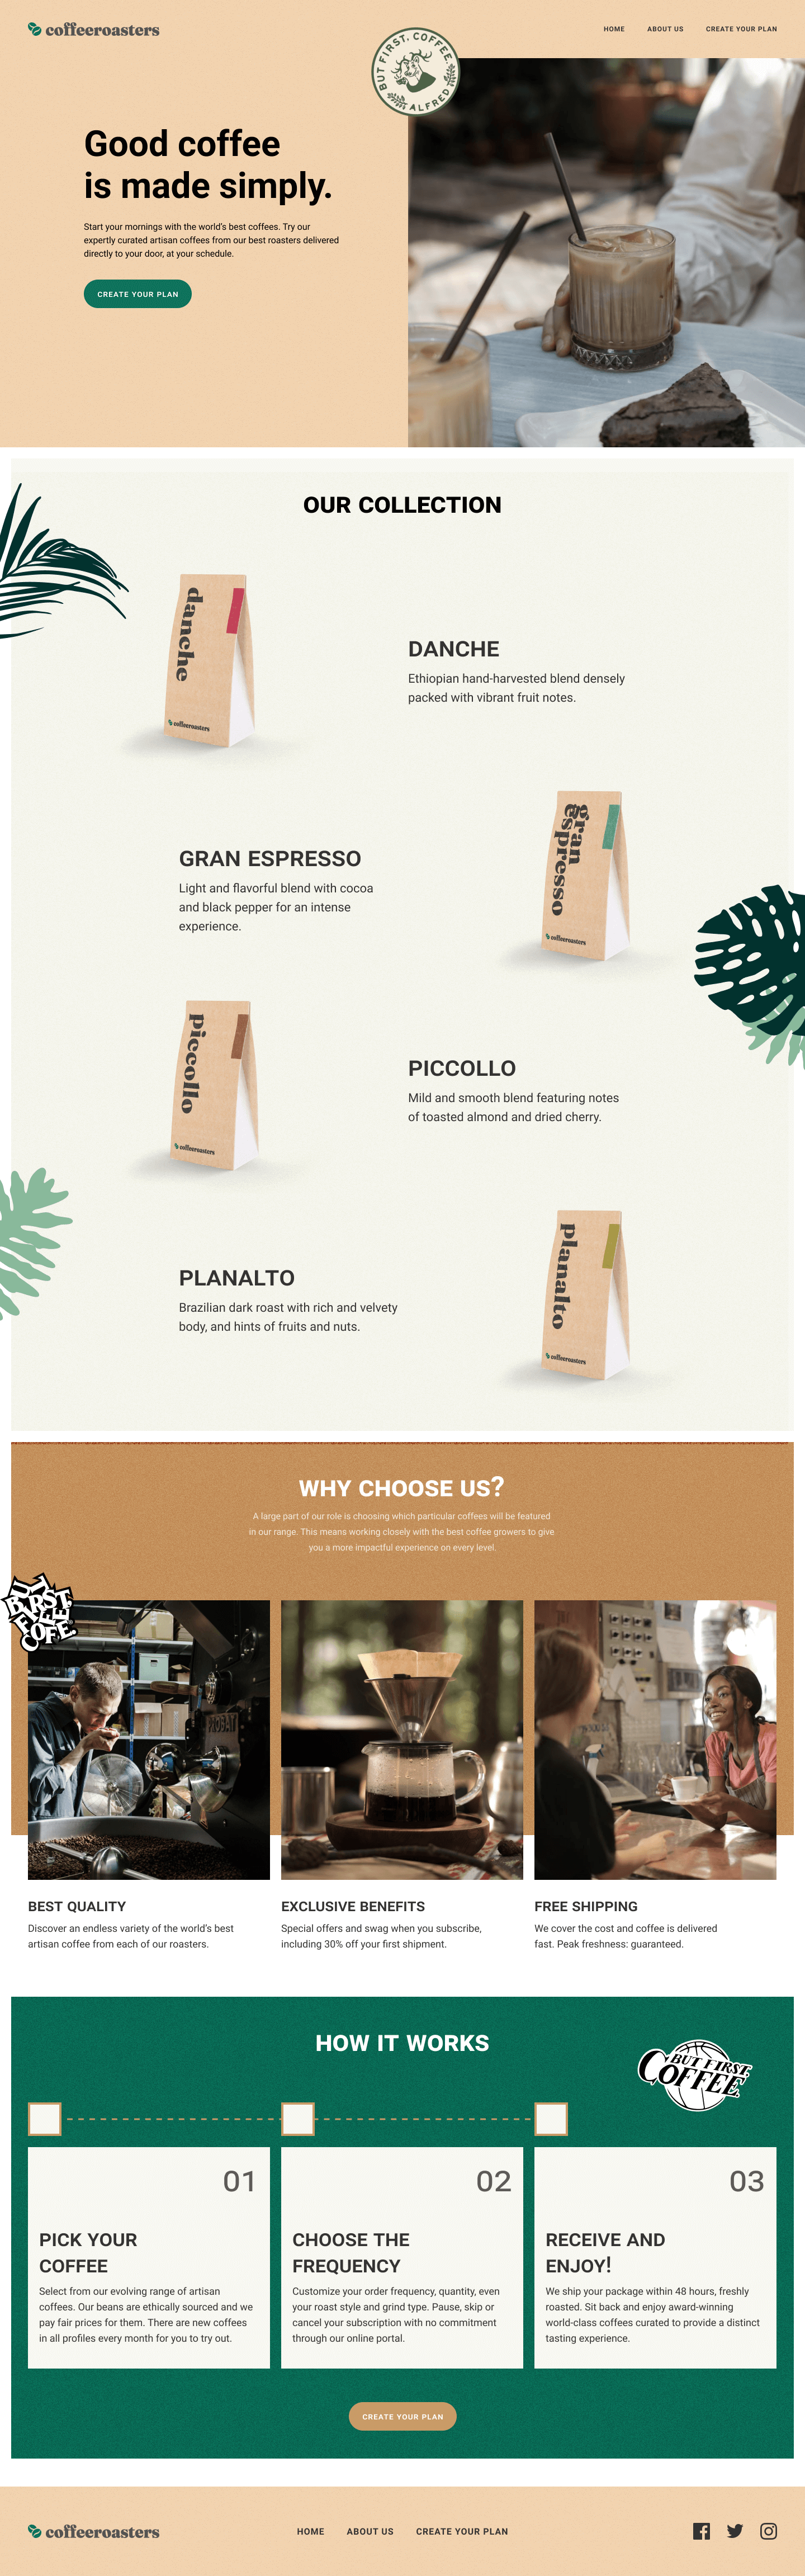 coffeeroasters
HOME ABOUT US CREATE YOUR PLAN
BUT FIRST, COFFEE
ALFRED
Good coffee
is made simply.
Start your mornings with the world's best coffees. Try our
expertly curated artisan coffees from our best roasters delivered
directly to your door, at your schedule.
CREATE YOUR PLAN
OUR COLLECTION
danche
coffeeroasters
DANCHE
Ethiopian hand-harvested blend densely
packed with vibrant fruit notes.
GRAN ESPRESSO
Light and flavorful blend with cocoa
and black pepper for an intense
experience.
gran
espresso
coffeeroasters
piccollo
coffeeroasters
PICCOLLO
Mild and smooth blend featuring notes
of toasted almond and dried cherry.
PLANALTO
Brazilian dark roast with rich and velvety
body, and hints of fruits and nuts.
planalto
coffeeroasters
WHY CHOOSE US?
A large part of our role is choosing which particular coffees will be featured
in our range. This means working closely with the best coffee growers to give
you a more impactful experience on every level.
PROBAT
BEST QUALITY
Discover an endless variety of the world's best
artisan coffee from each of our roasters.
EXCLUSIVE BENEFITS
Special offers and swag when you subscribe,
including 30% off your first shipment.
FREE SHIPPING
We cover the cost and coffee is delivered
fast. Peak freshness: guaranteed.
HOW IT WORKS
BUT FIRST,
COFFEE
01
PICK YOUR
COFFEE
Select from our evolving range of artisan
coffees. Our beans are ethically sourced and we
pay fair prices for them. There are new coffees
in all profiles every month for you to try out.
02
CHOOSE THE
FREQUENCY
Customize your order frequency, quantity, even
your roast style and grind type. Pause, skip or
cancel your subscription with no commitment
through our online portal.
03
RECEIVE AND
ENJOY!
We ship your package within 48 hours, freshly
roasted. Sit back and enjoy award-winning
world-class coffees curated to provide a distinct
tasting experience.
CREATE YOUR PLAN
coffeeroasters
HOME ABOUT US CREATE YOUR PLAN